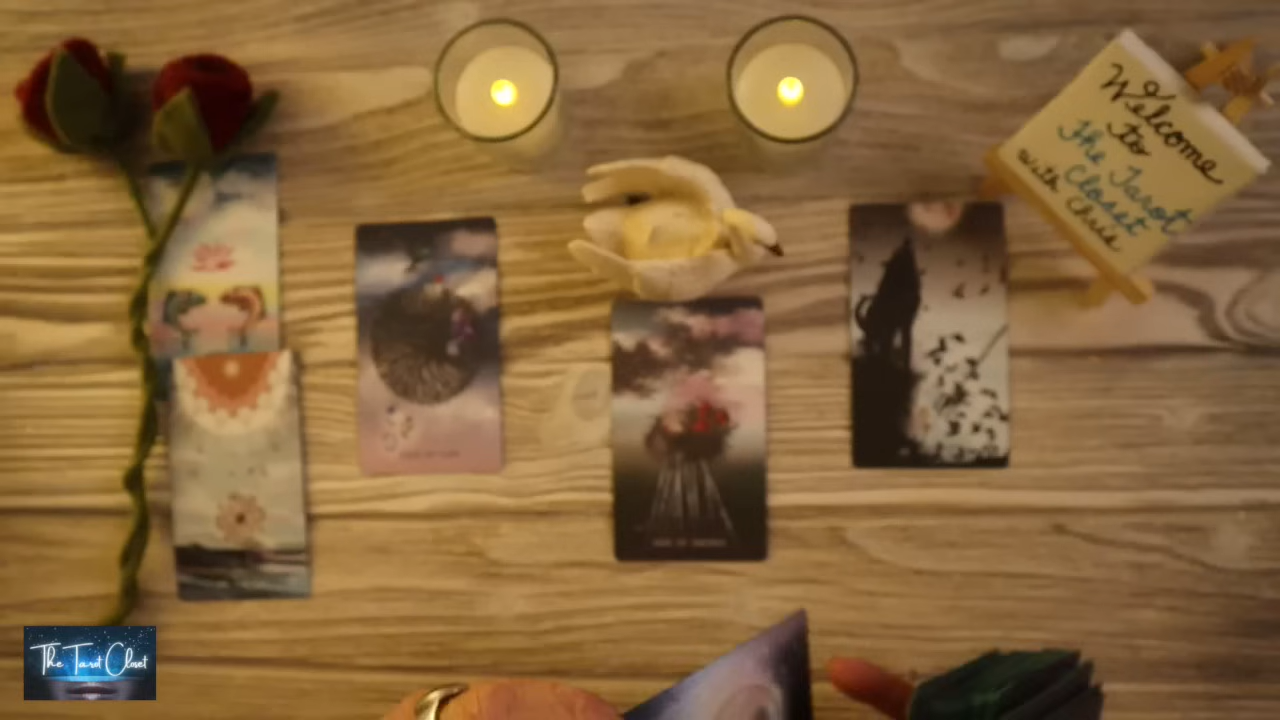 Welcome
to
The Tarot
Closet
with Chris
The Tarot Closet